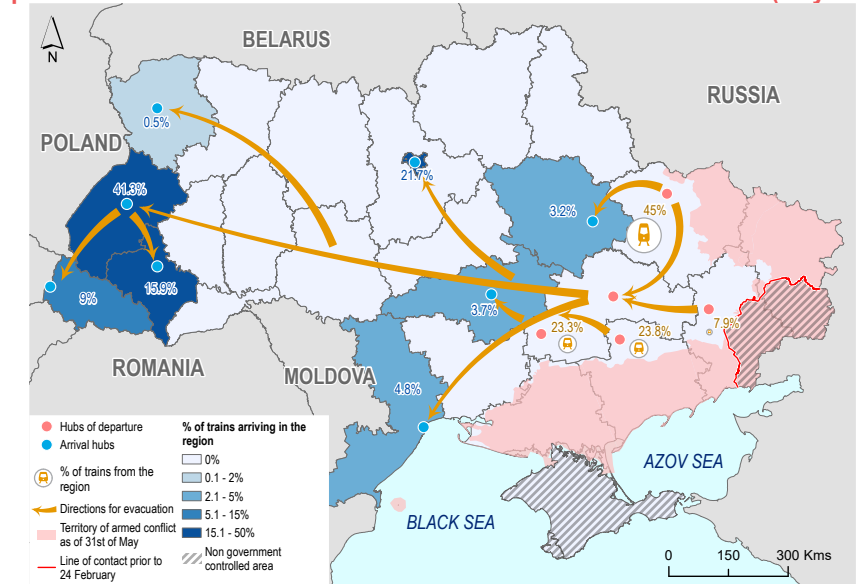 N
BELARUS
RUSSIA
POLAND
0.5%
21.7%
41.3%
3.2%
45%
15.9%
9%
3.7%
23.3%
23.8%
7.9%
ROMANIA
MOLDOVA
4.8%
AZOV SEA
BLACK SEA
Hubs of departure
Arrival hubs
% of trains from the
region
Directions for evacuation
Territory of armed conflict
as of 31st of May
Line of contact prior to
24 February
% of trains arriving in the
region
0%
0.1 - 2%
2.1 - 5%
5.1 - 15%
15.1 - 50%
Non government
controlled area
0 150 300 Kms